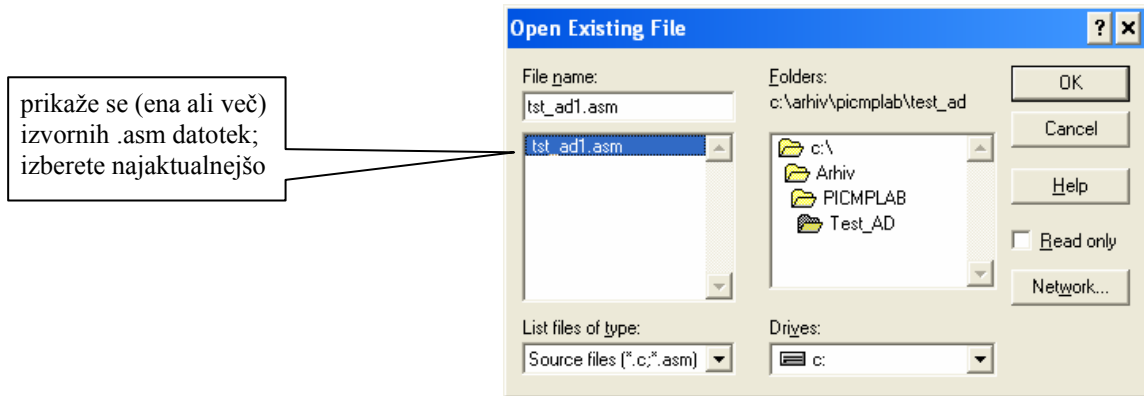 prikaže se (ena ali več)
izvornih .asm datotek;
izberete najaktualnejšo
Open Existing File
File name:
tst_ad1.asm
tst_ad1.asm
List files of type:
Source files (*.c;*.asm)
Folders:
c:\arhiv\picmplab\test_ad
c:\
Arhiv
PICMPLAB
Test_AD
Drives:
c:
OK
Cancel
Help
Read only
Network...